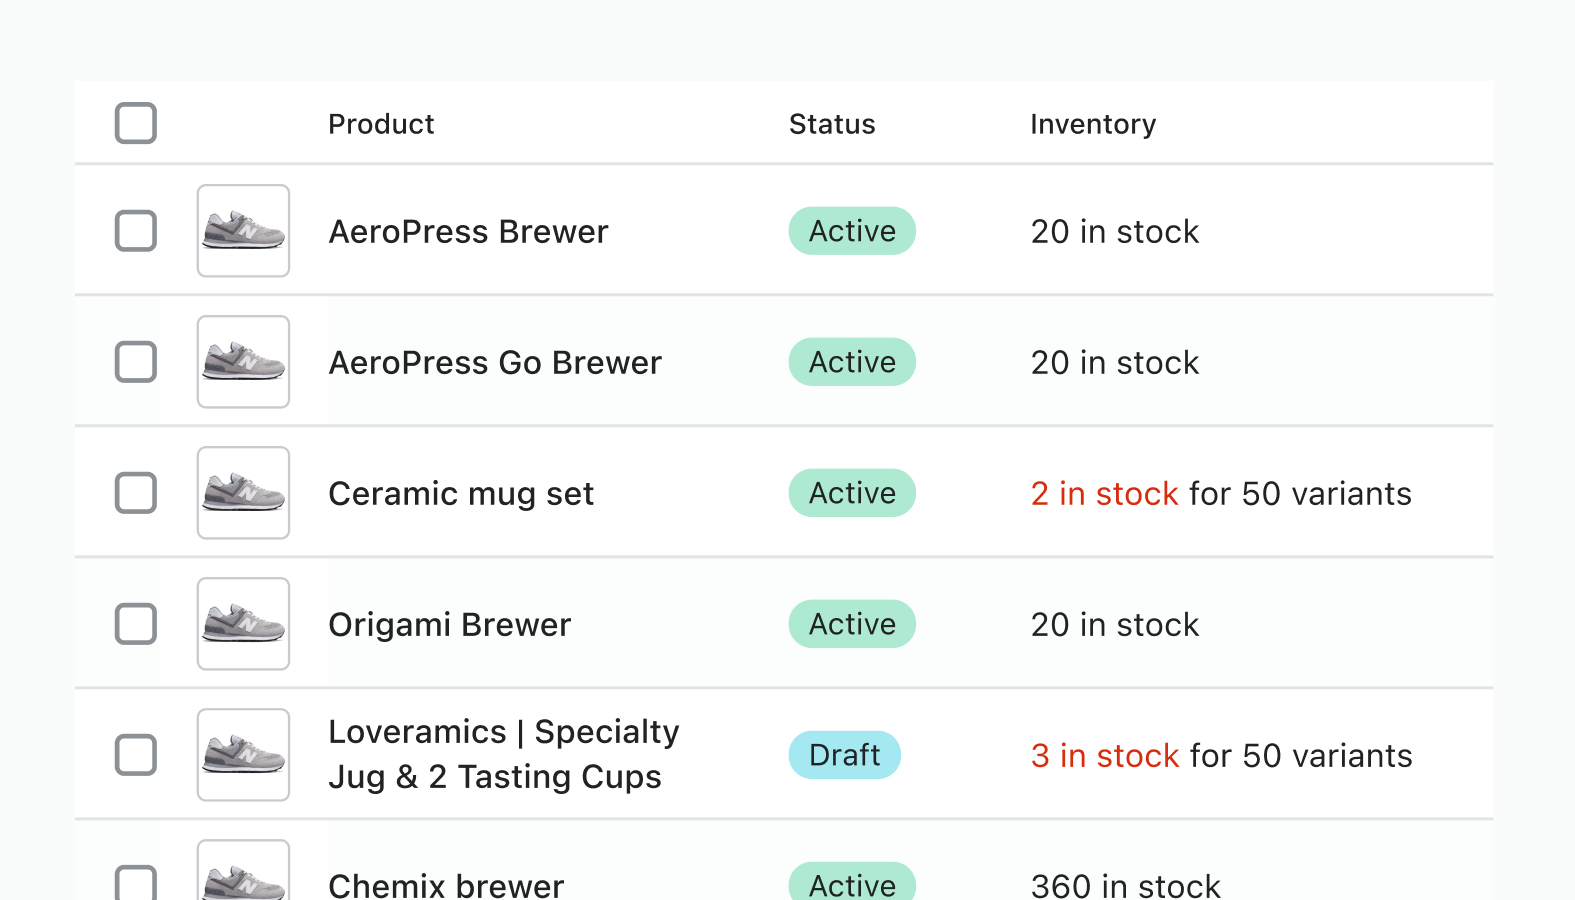 Product Status Inventory
AeroPress Brewer Active 20 in stock
AeroPress Go Brewer Active 20 in stock
Ceramic mug set Active 2 in stock for 50 variants
Origami Brewer Active 20 in stock
Loveramics | Specialty
Jug & 2 Tasting Cups Draft 3 in stock for 50 variants
Chemix brewer Active 360 in stock